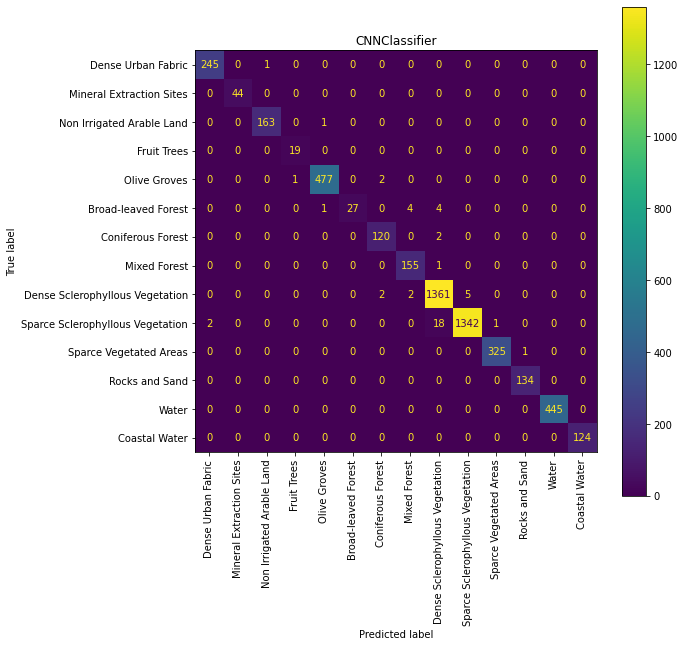 CNNClassifier
Dense Urban Fabric 245 0 1 0 0 0 0 0 0 0 0 0 0 0
Mineral Extraction Sites 0 44 0 0 0 0 0 0 0 0 0 0 0 0
Non Irrigated Arable Land 0 0 163 0 1 0 0 0 0 0 0 0 0 0
Fruit Trees 0 0 0 19 0 0 0 0 0 0 0 0 0 0
Olive Groves 0 0 0 1 477 0 2 0 0 0 0 0 0 0
Broad-leaved Forest 0 0 0 0 1 27 0 4 4 0 0 0 0 0
Coniferous Forest 0 0 0 0 0 0 120 0 2 0 0 0 0 0
Mixed Forest 0 0 0 0 0 0 0 155 1 0 0 0 0 0
Dense Sclerophyllous Vegetation 0 0 0 0 0 0 2 2 1361 5 0 0 0 0
Sparce Sclerophyllous Vegetation 2 0 0 0 0 0 0 0 18 1342 1 0 0 0
Sparce Vegetated Areas 0 0 0 0 0 0 0 0 0 0 325 1 0 0
Rocks and Sand 0 0 0 0 0 0 0 0 0 0 0 134 0 0
Water 0 0 0 0 0 0 0 0 0 0 0 0 445 0
Coastal Water 0 0 0 0 0 0 0 0 0 0 0 0 0 124
True label
Dense Urban Fabric
Mineral Extraction Sites
Non Irrigated Arable Land
Fruit Trees
Olive Groves
Broad-leaved Forest
Coniferous Forest
Mixed Forest
Dense Sclerophyllous Vegetation
Sparce Sclerophyllous Vegetation
Sparce Vegetated Areas
Rocks and Sand
Water
Coastal Water
Predicted label
1200
1000
800
600
400
200
0